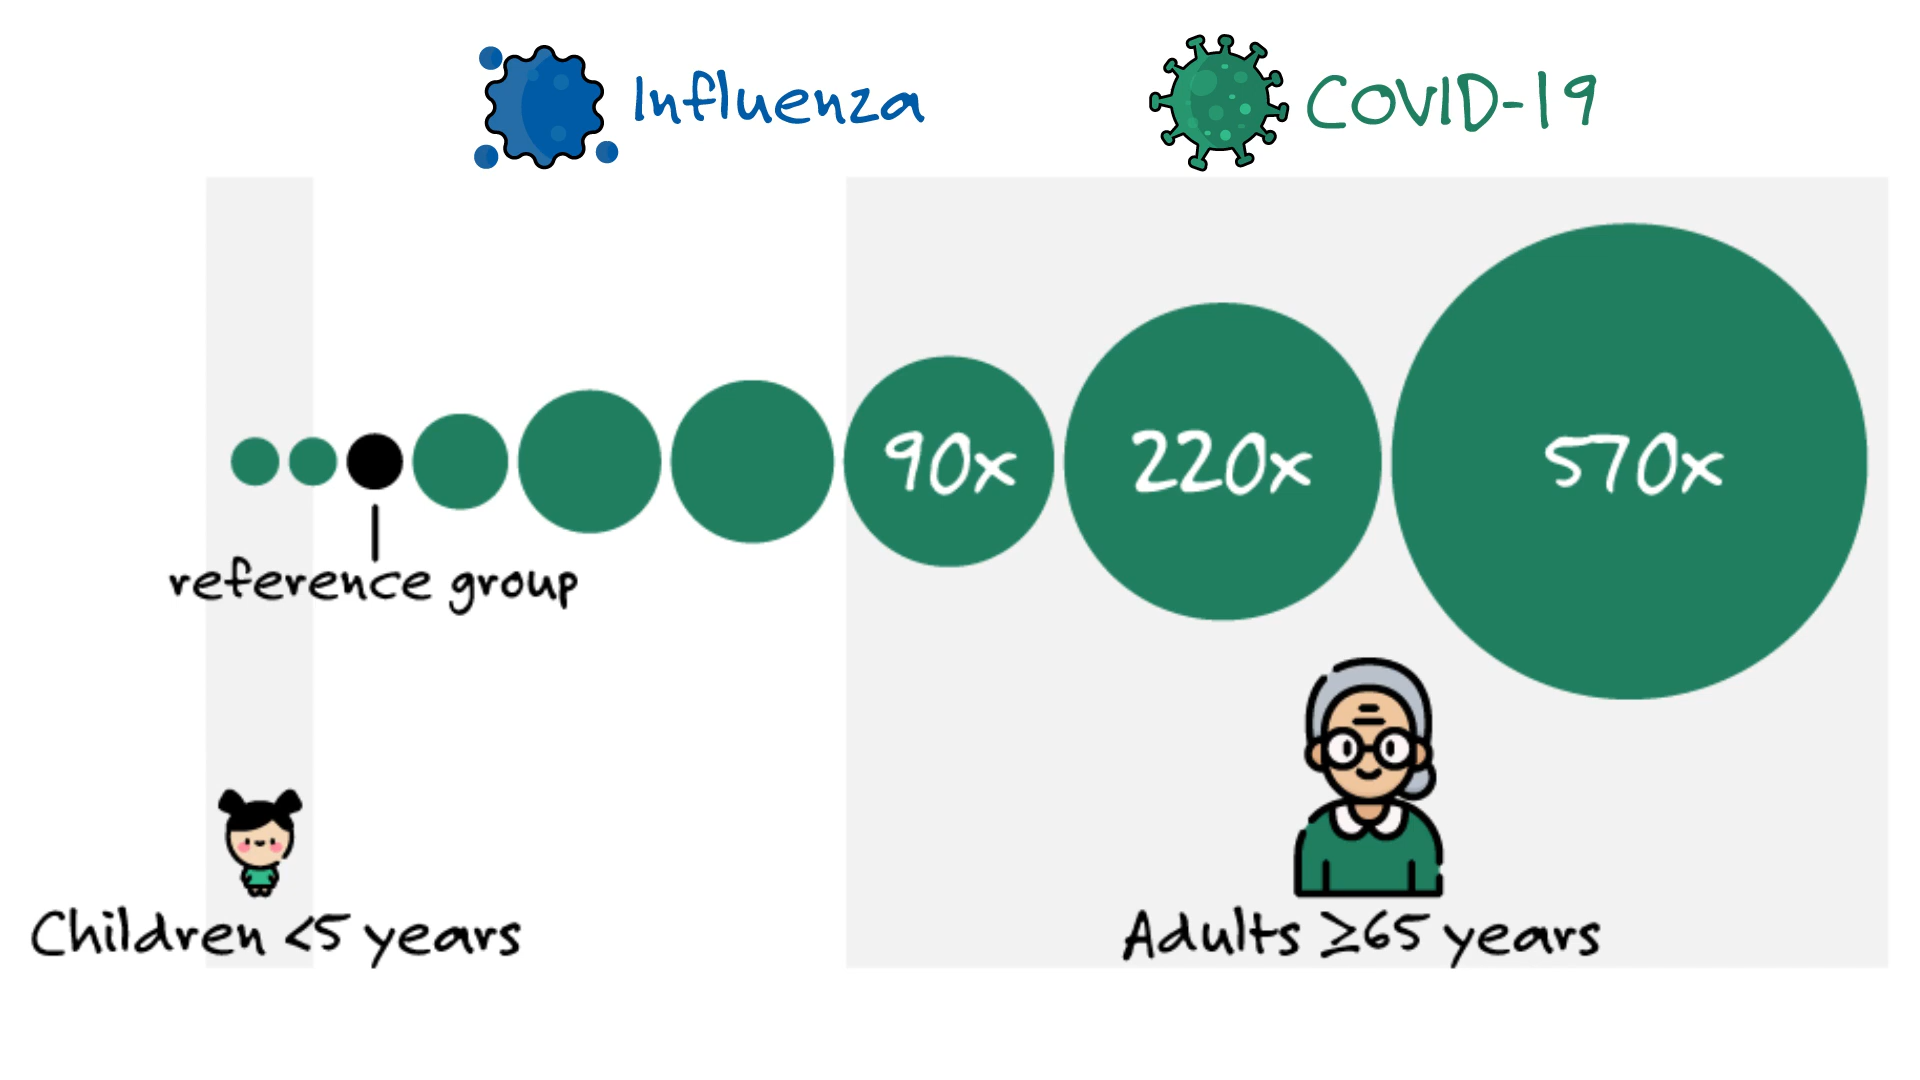 Influenza
COVID-19
90x
220x
570x
reference group
Children <5 years
Adults ≥65 years